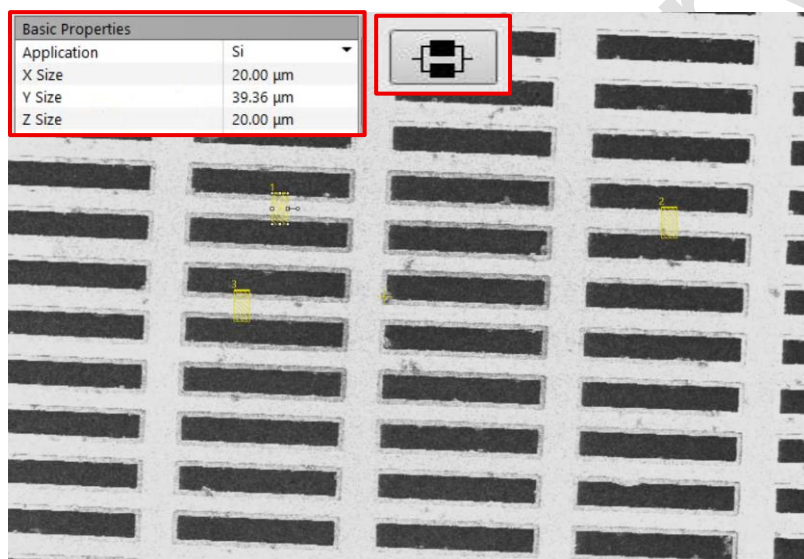 Basic Properties
Application Si
X Size 20.00 µm
Y Size 39.36 µm
Z Size 20.00 µm
1
2
3